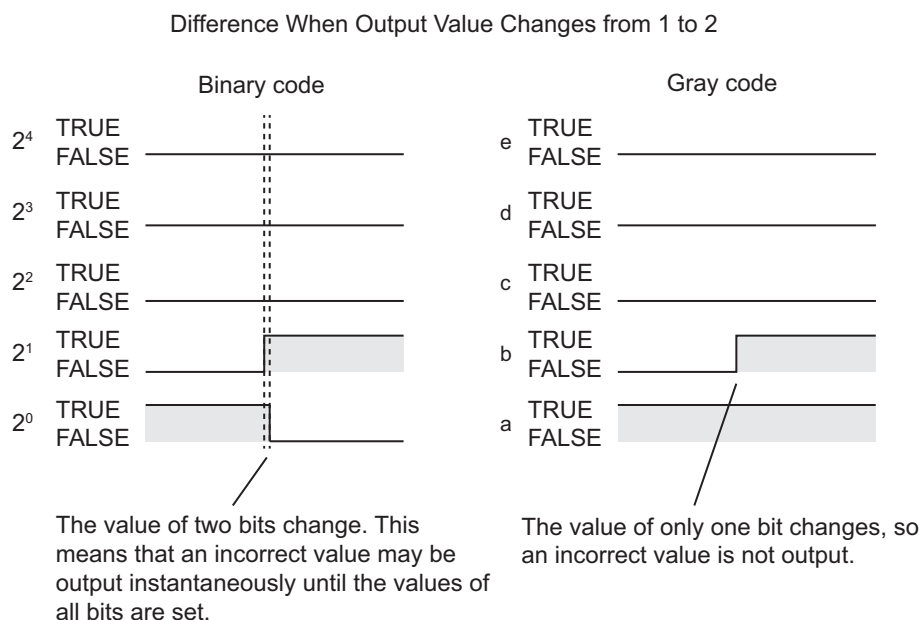 Difference When Output Value Changes from 1 to 2
Binary code
2⁴ TRUE
FALSE
2³ TRUE
FALSE
2² TRUE
FALSE
2¹ TRUE
FALSE
2⁰ TRUE
FALSE
The value of two bits change. This
means that an incorrect value may be
output instantaneously until the values of
all bits are set.
Gray code
e TRUE
FALSE
d TRUE
FALSE
c TRUE
FALSE
b TRUE
FALSE
a TRUE
FALSE
The value of only one bit changes, so
an incorrect value is not output.